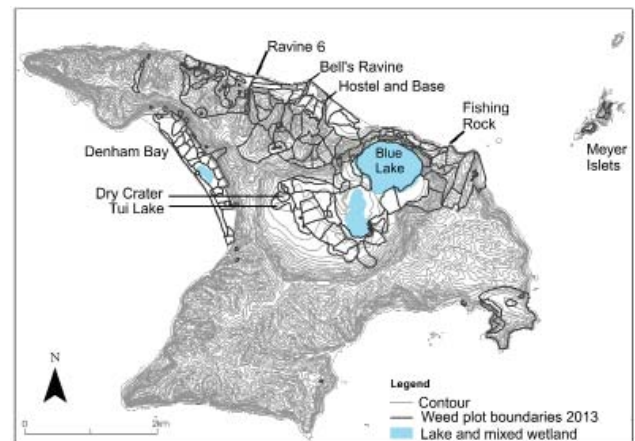 Ravine 6
Bell's Ravine
Hostel and Base
Fishing
Rock
Meyer
Islets
Denham Bay
Blue
Lake
Dry Crater
Tui Lake
N
0 2km
Legend
Contour
Weed plot boundaries 2013
Lake and mixed wetland